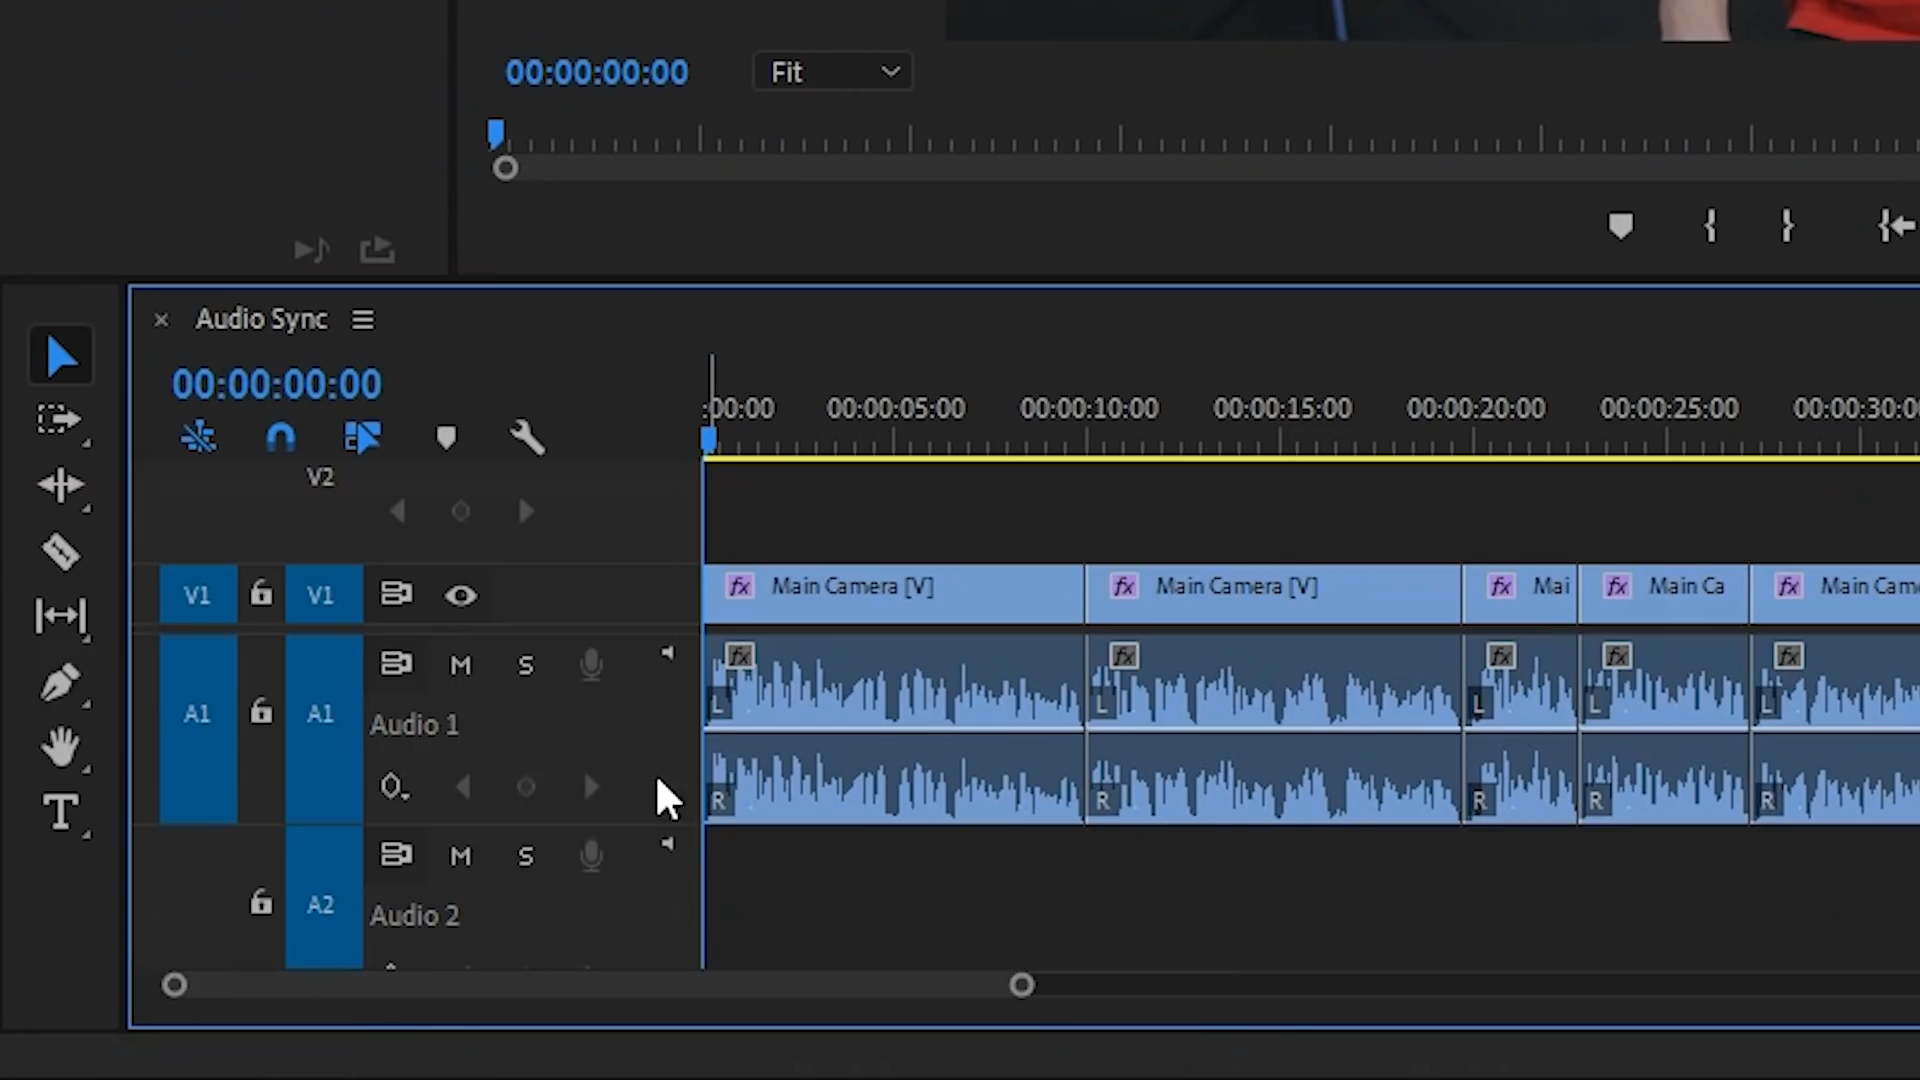 00:00:00:00
Fit
Audio Sync
00:00:00:00
:00:00 00:00:05:00 00:00:10:00 00:00:15:00 00:00:20:00 00:00:25:00 00:00:30:0
V2
V1 V1
fx Main Camera [V] fx Main Camera [V] fx Mai fx Main Ca fx Main Came
A1 A1
M S
Audio 1
fx fx fx fx fx
L L L L L
R R R R R
A2
M S
Audio 2
T